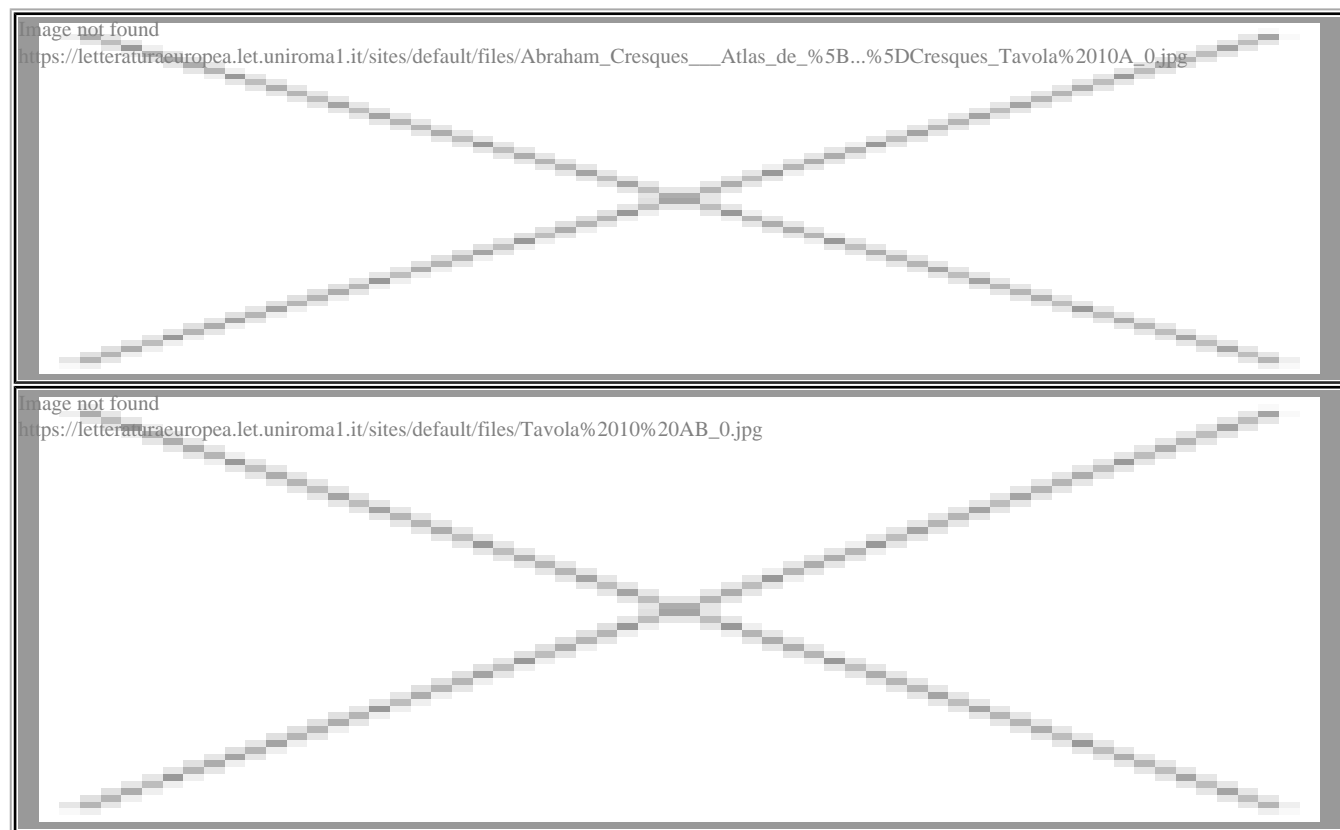 Image not found
https://letteraturaeuropea.let.uniroma1.it/sites/default/files/Abraham_Cresques___Atlas_de_%5B...%5DCresques_Tavola%2010A_0.jpg
Image not found
https://letteraturaeuropea.let.uniroma1.it/sites/default/files/Tavola%2010%20AB_0.jpg